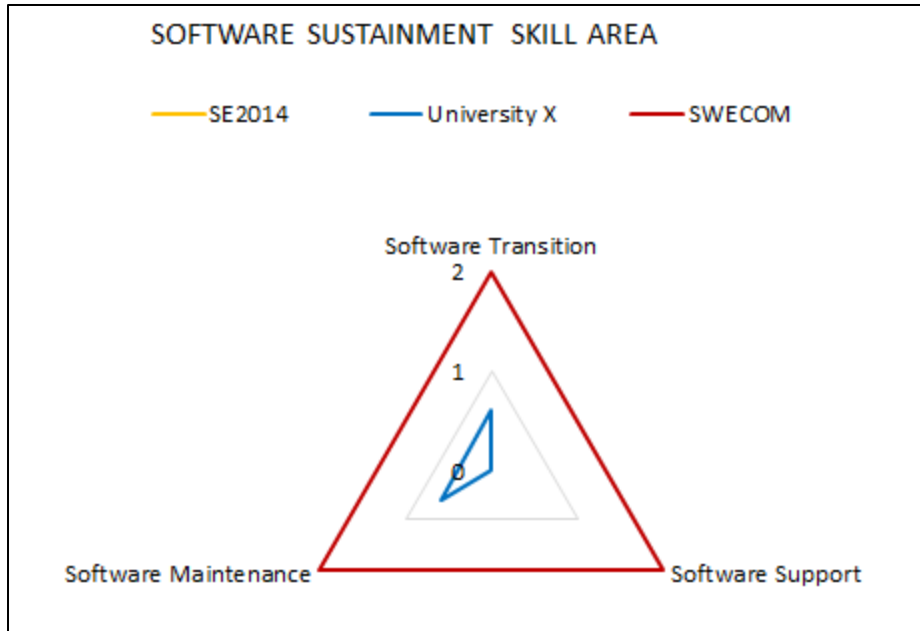 SOFTWARE SUSTAINMENT SKILL AREA
SE2014 University X SWECOM
Software Transition
2
1
0
Software Maintenance Software Support